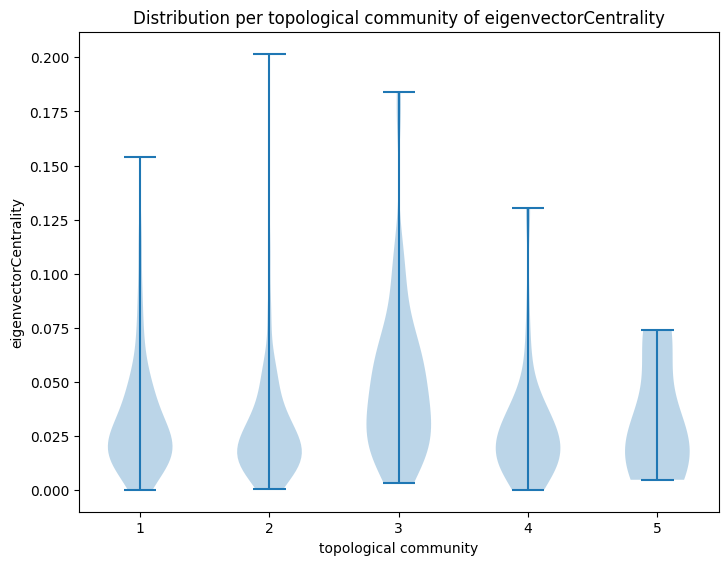 Distribution per topological community of eigenvectorCentrality
0.200
0.175
0.150
0.125
0.100
0.075
0.050
0.025
0.000
eigenvectorCentrality
1 2 3 4 5
topological community